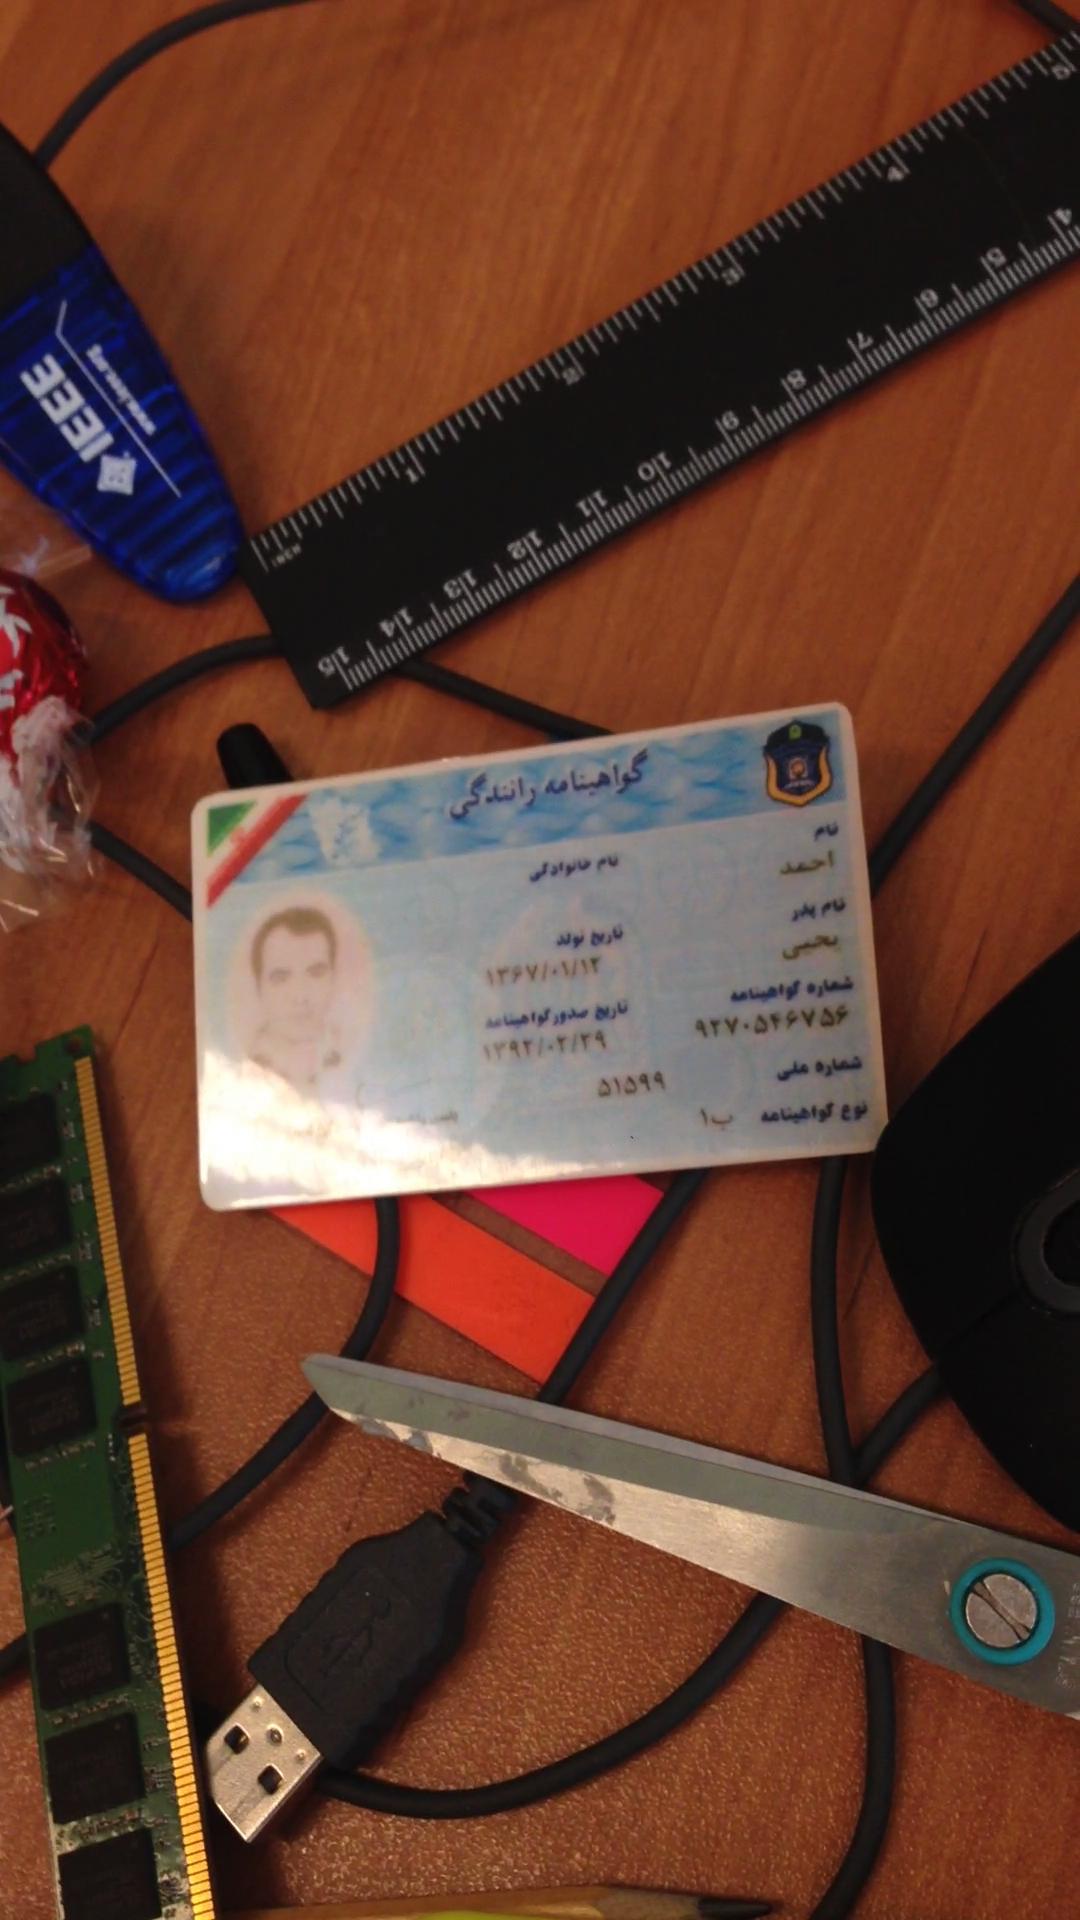 IEEE
1
2
3
4
5
4
5
6
7
8
9
10
11
12
13
14
15
گواهینامه رانندگی
نام
احمد
نام خانوادگی
نام پدر
یحیی
تاریخ تولد
۱۳۶۷/۰۱/۱۲
شماره گواهینامه
۹۲۷۰۵۴۶۷۵۶
تاریخ صدور گواهینامه
۱۳۹۲/۰۲/۲۹
شماره ملی
۵۱۵۹۹
نوع گواهینامه ب۱